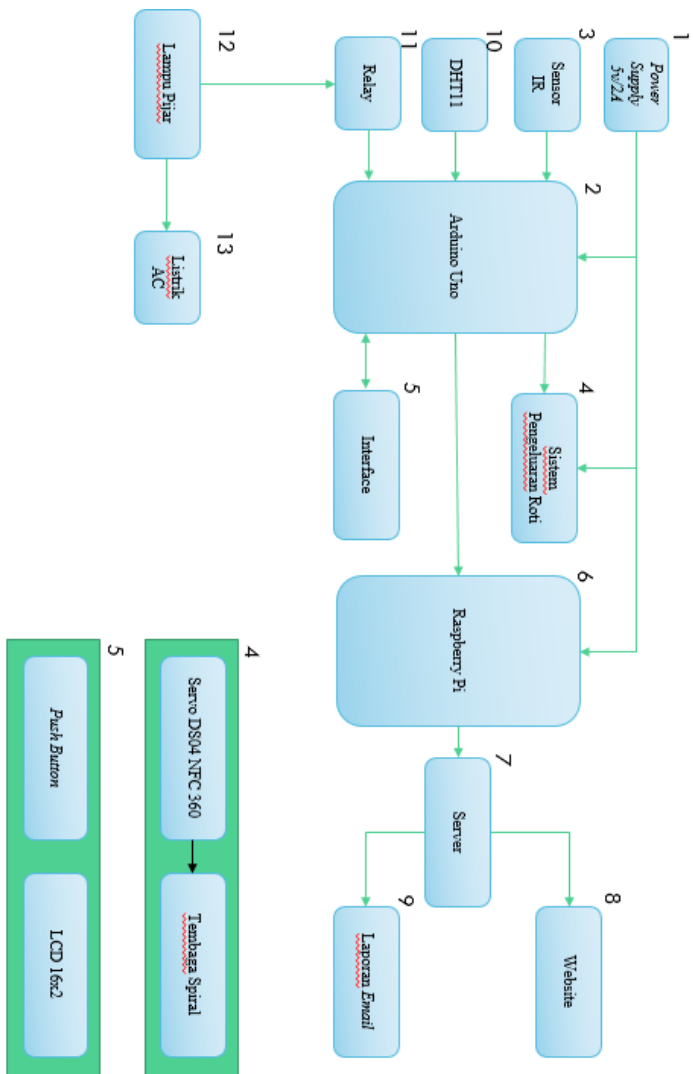 1
Power
Supply
5v/2A
3
Sensor
IR
10
DHT11
11
Relay
2
Arduino Uno
4
Sistem
Pengeluaran Roti
5
Interface
6
Raspberry Pi
7
Server
8
Website
9
Laporan Email
12
Lampu Pijar
13
Listrik
AC
4
Servo DS04 NFC 360
Tembaga Spiral
5
Push Button
LCD 16x2